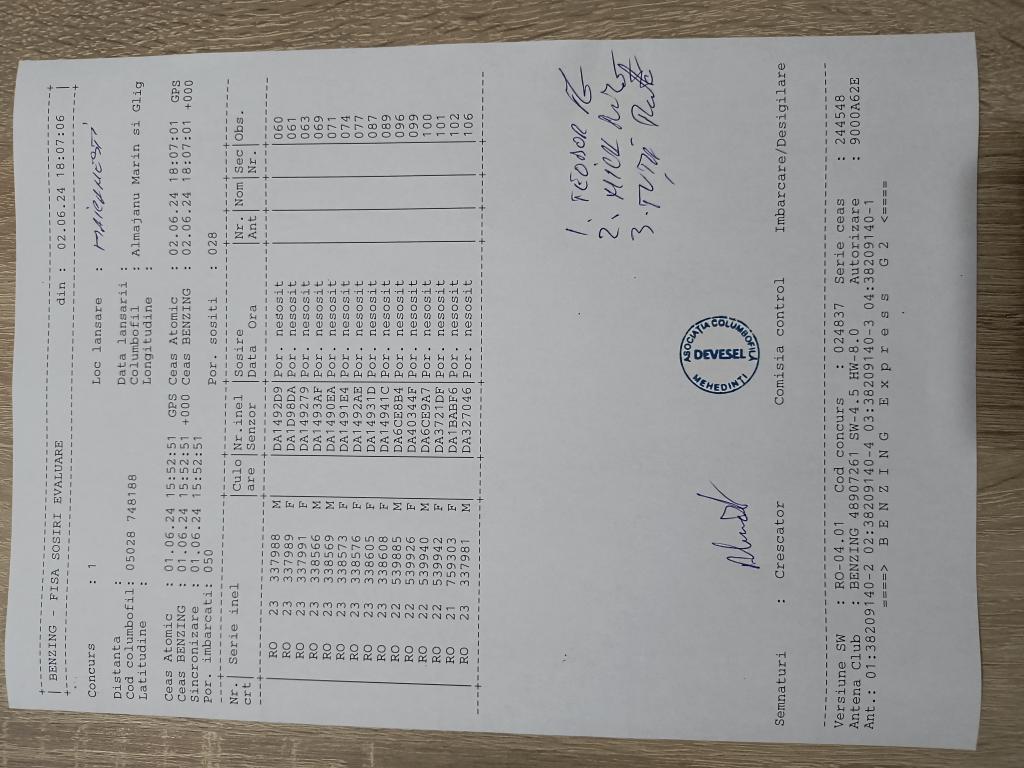 | BENZING - FISA SOSIRI EVALUARE din : 02.06.24 18:07:06 |
Concurs : 1 Loc lansare :
Distanta : Data lansarii :
Cod columbofil: 05028 748188 Columbofil : Almajanu Marin si Glig
Latitudine : Longitudine :
Ceas Atomic : 01.06.24 15:52:51 GPS Ceas Atomic : 02.06.24 18:07:01 GPS
Ceas BENZING : 01.06.24 15:52:51 +000 Ceas BENZING : 02.06.24 18:07:01 +000
Sincronizare : 01.06.24 15:52:51
Por. imbarcati: 050 Por. sositi : 028
Nr.| Serie inel |Culo|Nr.inel |Sosire |Nr. |Nom|Sec|Obs.
crt| |are |Senzor |Data Ora |Ant | |Nr.|
| RO 23 337988 M | |DA1492D9|Por. nesosit | | | |060
| RO 23 337989 F | |DA1D98DA|Por. nesosit | | | |061
| RO 23 337991 F | |DA149279|Por. nesosit | | | |063
| RO 23 338566 M | |DA1493AF|Por. nesosit | | | |069
| RO 23 338569 M | |DA1490EA|Por. nesosit | | | |071
| RO 23 338573 F | |DA1491E4|Por. nesosit | | | |074
| RO 23 338576 F | |DA1492AE|Por. nesosit | | | |077
| RO 23 338605 F | |DA14931D|Por. nesosit | | | |087
| RO 23 338608 F | |DA14941C|Por. nesosit | | | |089
| RO 22 539885 M | |DA6CE8B4|Por. nesosit | | | |096
| RO 22 539926 F | |DA40344F|Por. nesosit | | | |099
| RO 22 539940 M | |DA6CE9A7|Por. nesosit | | | |100
| RO 22 539942 F | |DA3721DF|Por. nesosit | | | |101
| RO 21 759303 F | |DA1BABF6|Por. nesosit | | | |102
| RO 23 337981 M | |DA327046|Por. nesosit | | | |106
1. TEODOR
2. MICU
3. ȚUȚĂ
ASOCIATIA COLUMBOFILA
DEVESEL
MEHEDINTI
Semnaturi : Crescator Comisia control Imbarcare/Desigilare
Versiune SW : RO-04.01 Cod concurs : 024837 Serie ceas : 244548
Antena Club : BENZING 48907261 SW-4.5 HW-8.0 Autorizare : 9000A62E
Ant.: 01:38209140-2 02:38209140-4 03:38209140-3 04:38209140-1
====> B E N Z I N G E x p r e s s G 2 <====